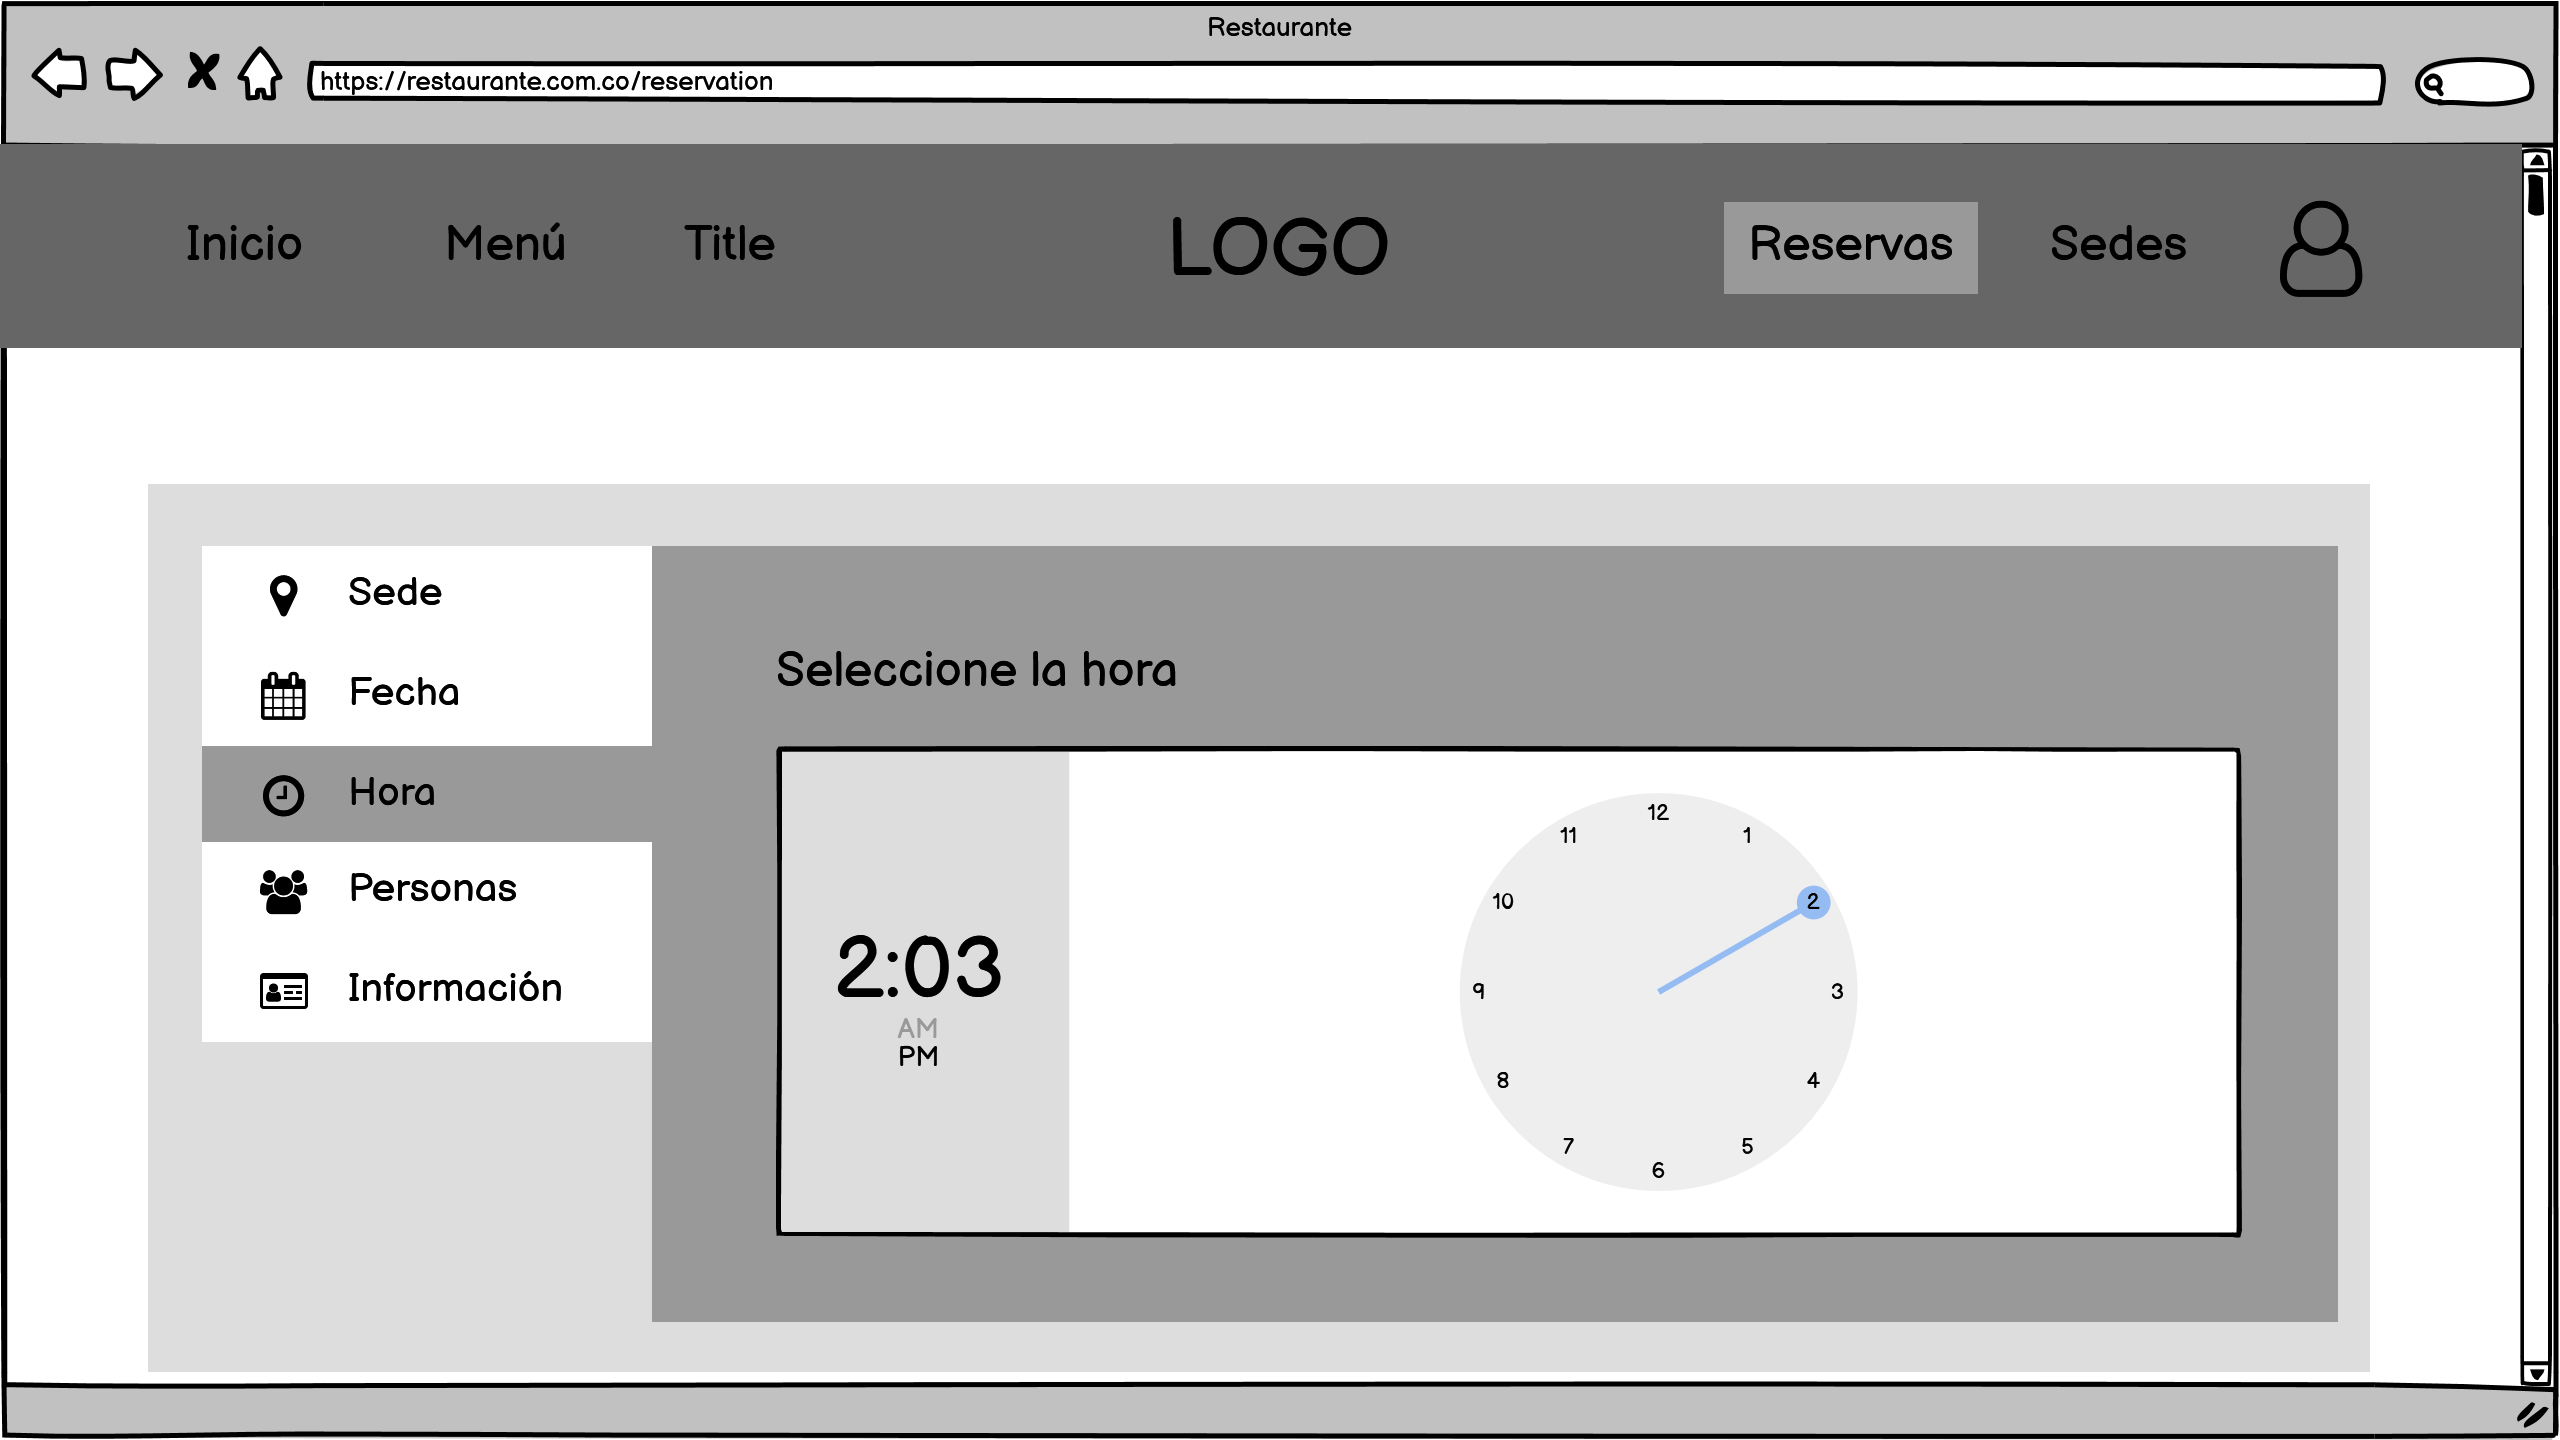 Restaurante
https://restaurante.com.co/reservation
Inicio Menú Title LOGO Reservas Sedes
Sede
Fecha
Hora
Personas
Información
Seleccione la hora
2:03
AM
PM
12
11 1
10 2
9 3
8 4
7 5
6